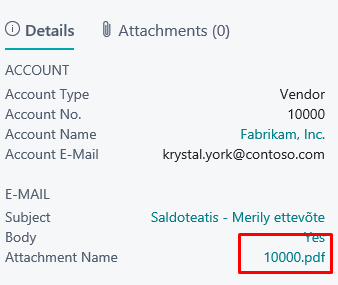 Details Attachments (0)
ACCOUNT
Account Type Vendor
Account No. 10000
Account Name Fabrikam, Inc.
Account E-Mail krystal.york@contoso.com
E-MAIL
Subject Saldoteatis - Merily ettevõte
Body Yes
Attachment Name 10000.pdf